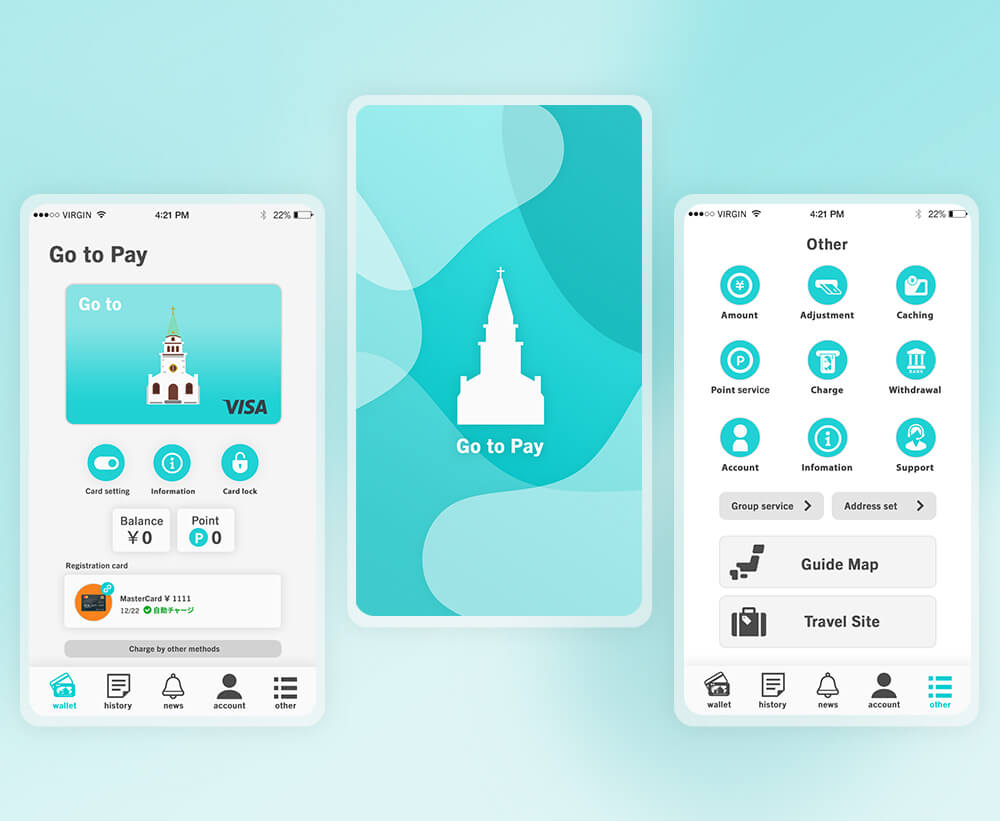 VIRGIN 4:21 PM 22%
Go to Pay
Go to
VISA
Card setting Information Card lock
Balance Point
¥0 P 0
Registration card
MasterCard ¥ 1111
12/22 自動チャージ
Charge by other methods
wallet history news account other
Go to Pay
VIRGIN 4:21 PM 22%
Other
¥
Amount Adjustment Caching
P
BANK
Point service Charge Withdrawal
Account Infomation Support
Group service Address set
Guide Map
Travel Site
wallet history news account other